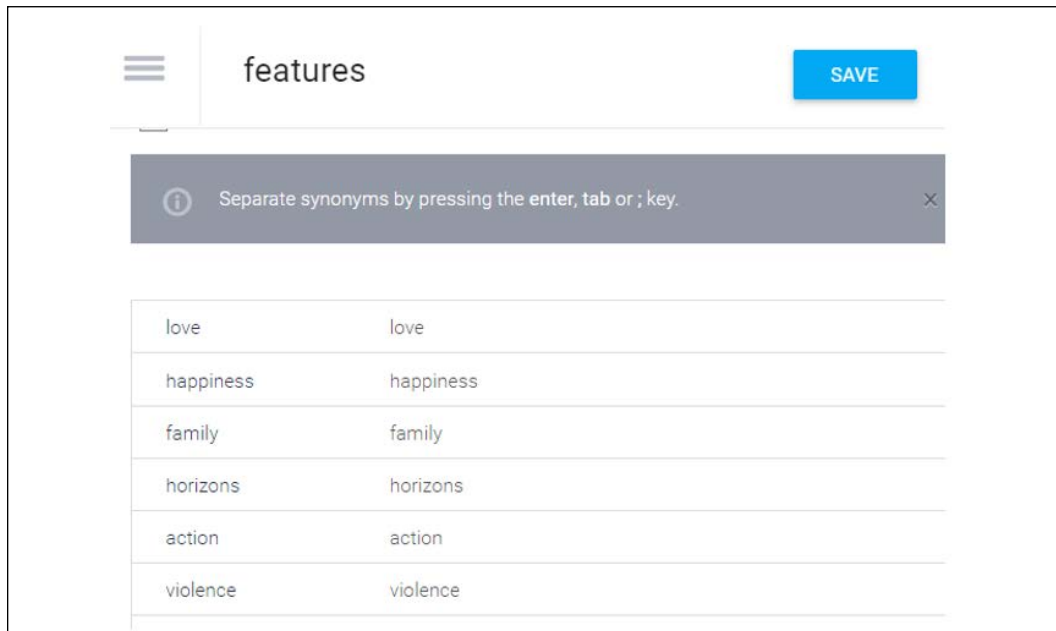 features
SAVE
Separate synonyms by pressing the enter, tab or ; key.
love love
happiness happiness
family family
horizons horizons
action action
violence violence